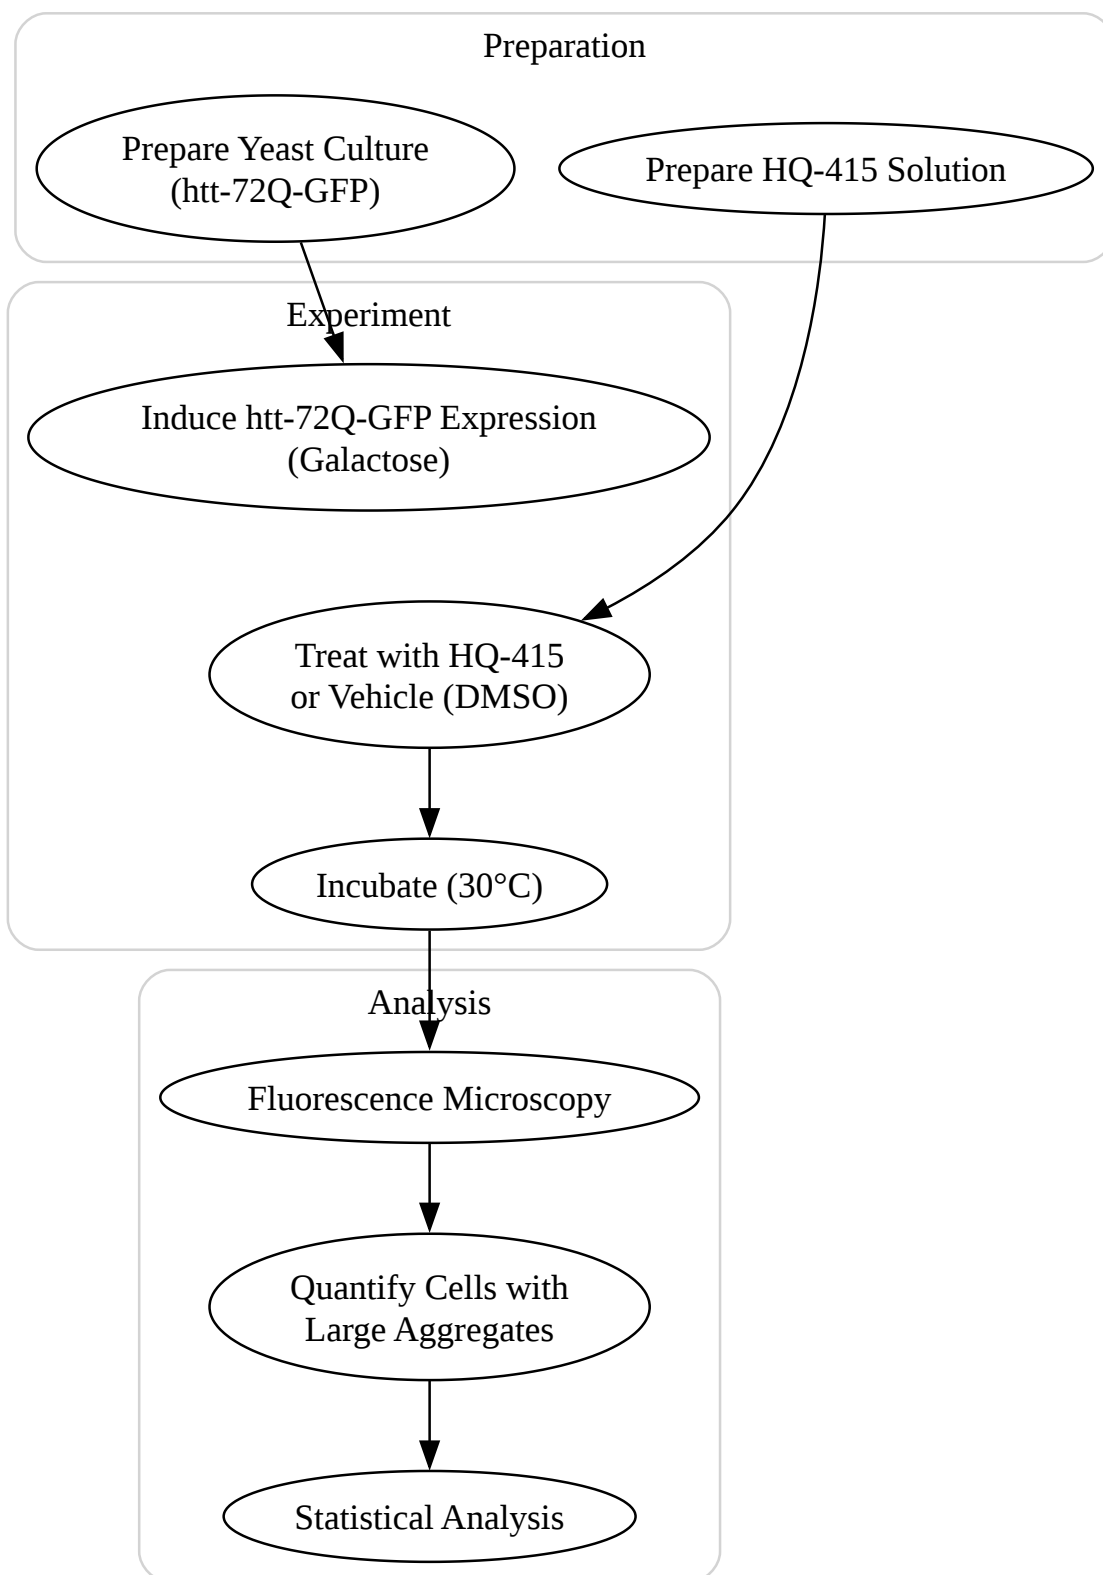 Preparation
Prepare Yeast Culture
(htt-72Q-GFP)
Prepare HQ-415 Solution
Experiment
Induce htt-72Q-GFP Expression
(Galactose)
Treat with HQ-415
or Vehicle (DMSO)
Incubate (30°C)
Analysis
Fluorescence Microscopy
Quantify Cells with
Large Aggregates
Statistical Analysis